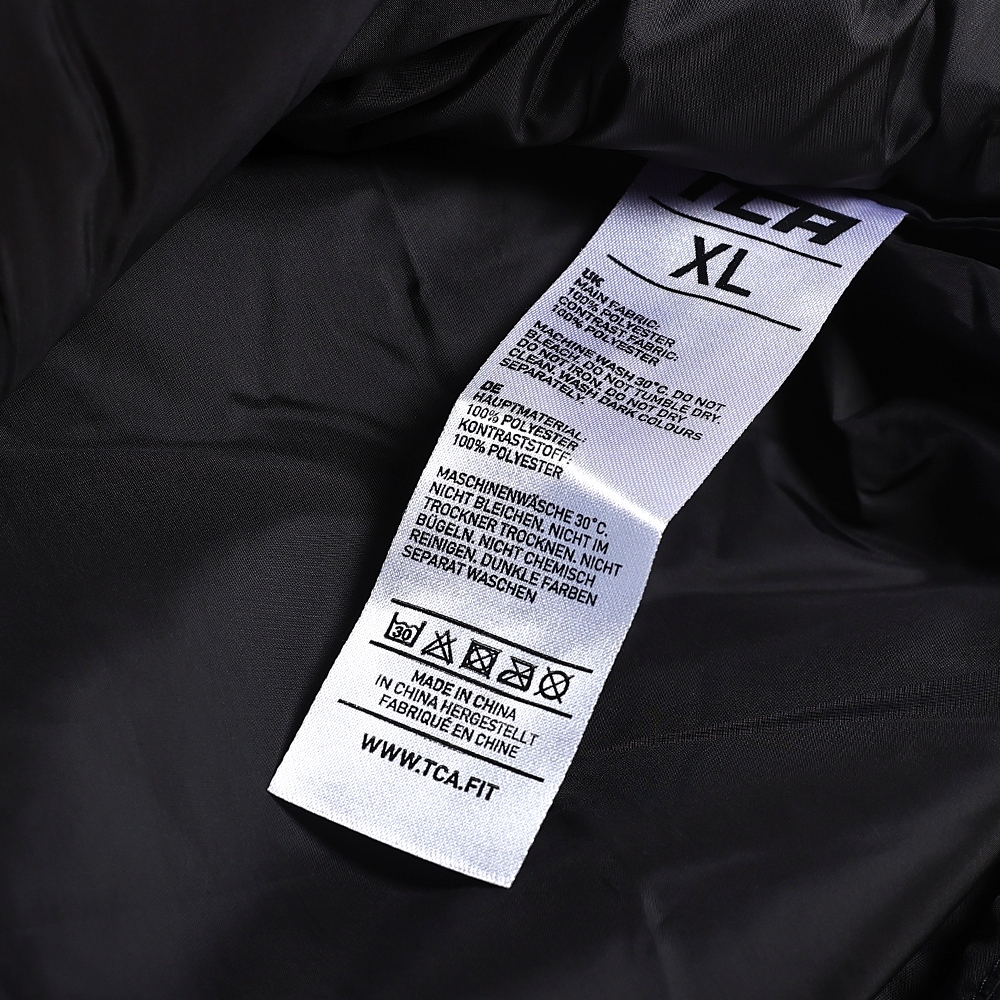 TCA
XL
UK
MAIN FABRIC:
100% POLYESTER
CONTRAST FABRIC:
100% POLYESTER
MACHINE WASH 30°C. DO NOT
BLEACH. DO NOT TUMBLE DRY.
DO NOT IRON. DO NOT DRY
CLEAN. WASH DARK COLOURS
SEPARATELY
DE
HAUPTMATERIAL:
100% POLYESTER
KONTRASTSTOFF:
100% POLYESTER
MASCHINENWÄSCHE 30°C.
NICHT BLEICHEN. NICHT IM
TROCKNER TROCKNEN. NICHT
BÜGELN. NICHT CHEMISCH
REINIGEN. DUNKLE FARBEN
SEPARAT WASCHEN
30
MADE IN CHINA
IN CHINA HERGESTELLT
FABRIQUÉ EN CHINE
WWW.TCA.FIT